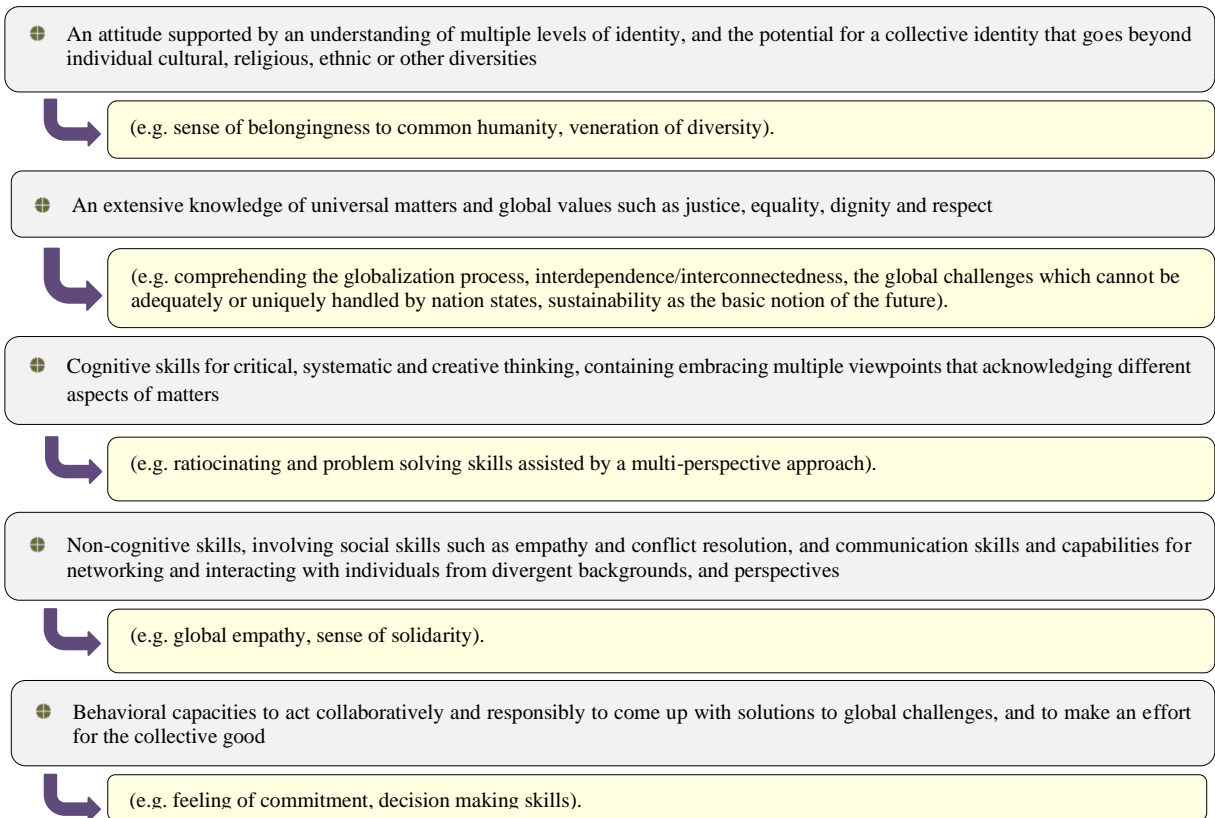 An attitude supported by an understanding of multiple levels of identity, and the potential for a collective identity that goes beyond
individual cultural, religious, ethnic or other diversities
(e.g. sense of belongingness to common humanity, veneration of diversity).
An extensive knowledge of universal matters and global values such as justice, equality, dignity and respect
(e.g. comprehending the globalization process, interdependence/interconnectedness, the global challenges which cannot be
adequately or uniquely handled by nation states, sustainability as the basic notion of the future).
Cognitive skills for critical, systematic and creative thinking, containing embracing multiple viewpoints that acknowledging different
aspects of matters
(e.g. ratiocinating and problem solving skills assisted by a multi-perspective approach).
Non-cognitive skills, involving social skills such as empathy and conflict resolution, and communication skills and capabilities for
networking and interacting with individuals from divergent backgrounds, and perspectives
(e.g. global empathy, sense of solidarity).
Behavioral capacities to act collaboratively and responsibly to come up with solutions to global challenges, and to make an effort
for the collective good
(e.g. feeling of commitment, decision making skills).